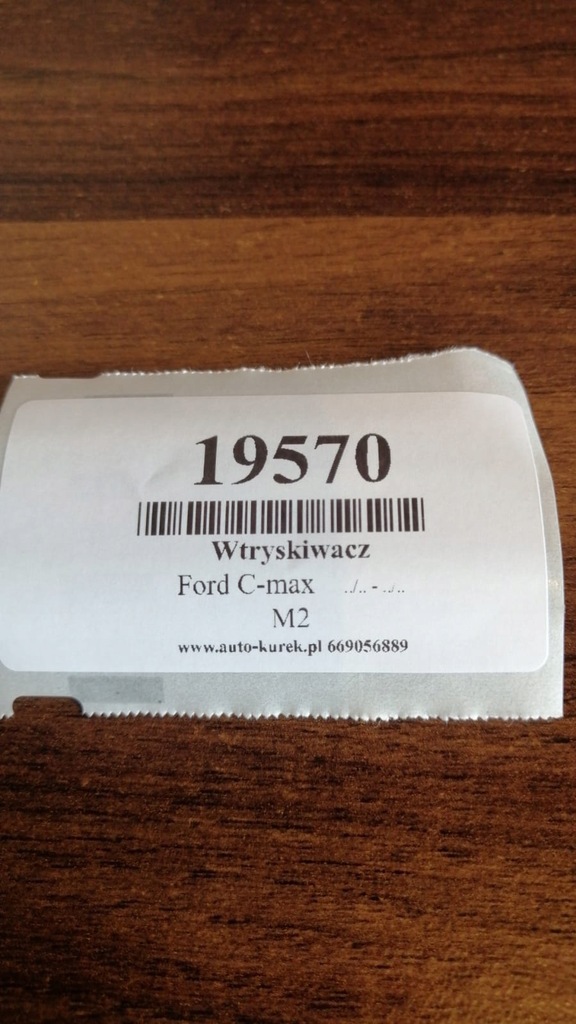 19570
Wtryskiwacz
Ford C-max ../.. - ../..
M2
www.auto-kurek.pl 669056889